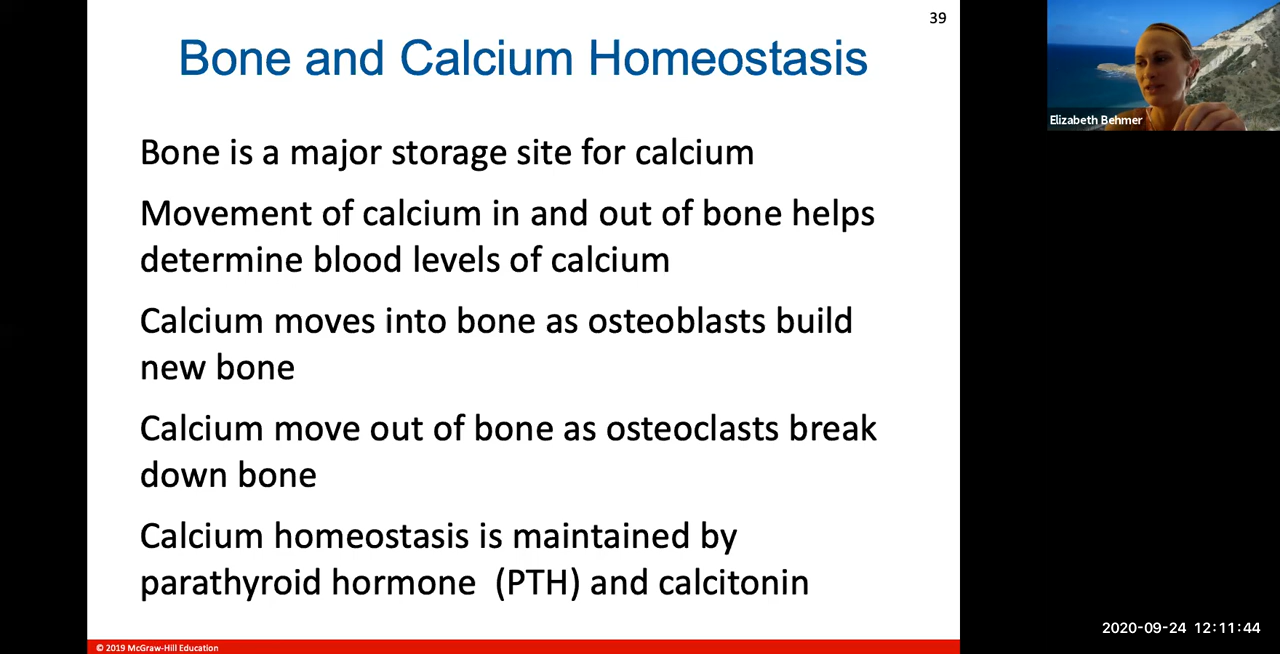 39
Bone and Calcium Homeostasis
Elizabeth Behmer
Bone is a major storage site for calcium
Movement of calcium in and out of bone helps
determine blood levels of calcium
Calcium moves into bone as osteoblasts build
new bone
Calcium move out of bone as osteoclasts break
down bone
Calcium homeostasis is maintained by
parathyroid hormone (PTH) and calcitonin
2020-09-24 12:11:44
© 2019 McGraw-Hill Education